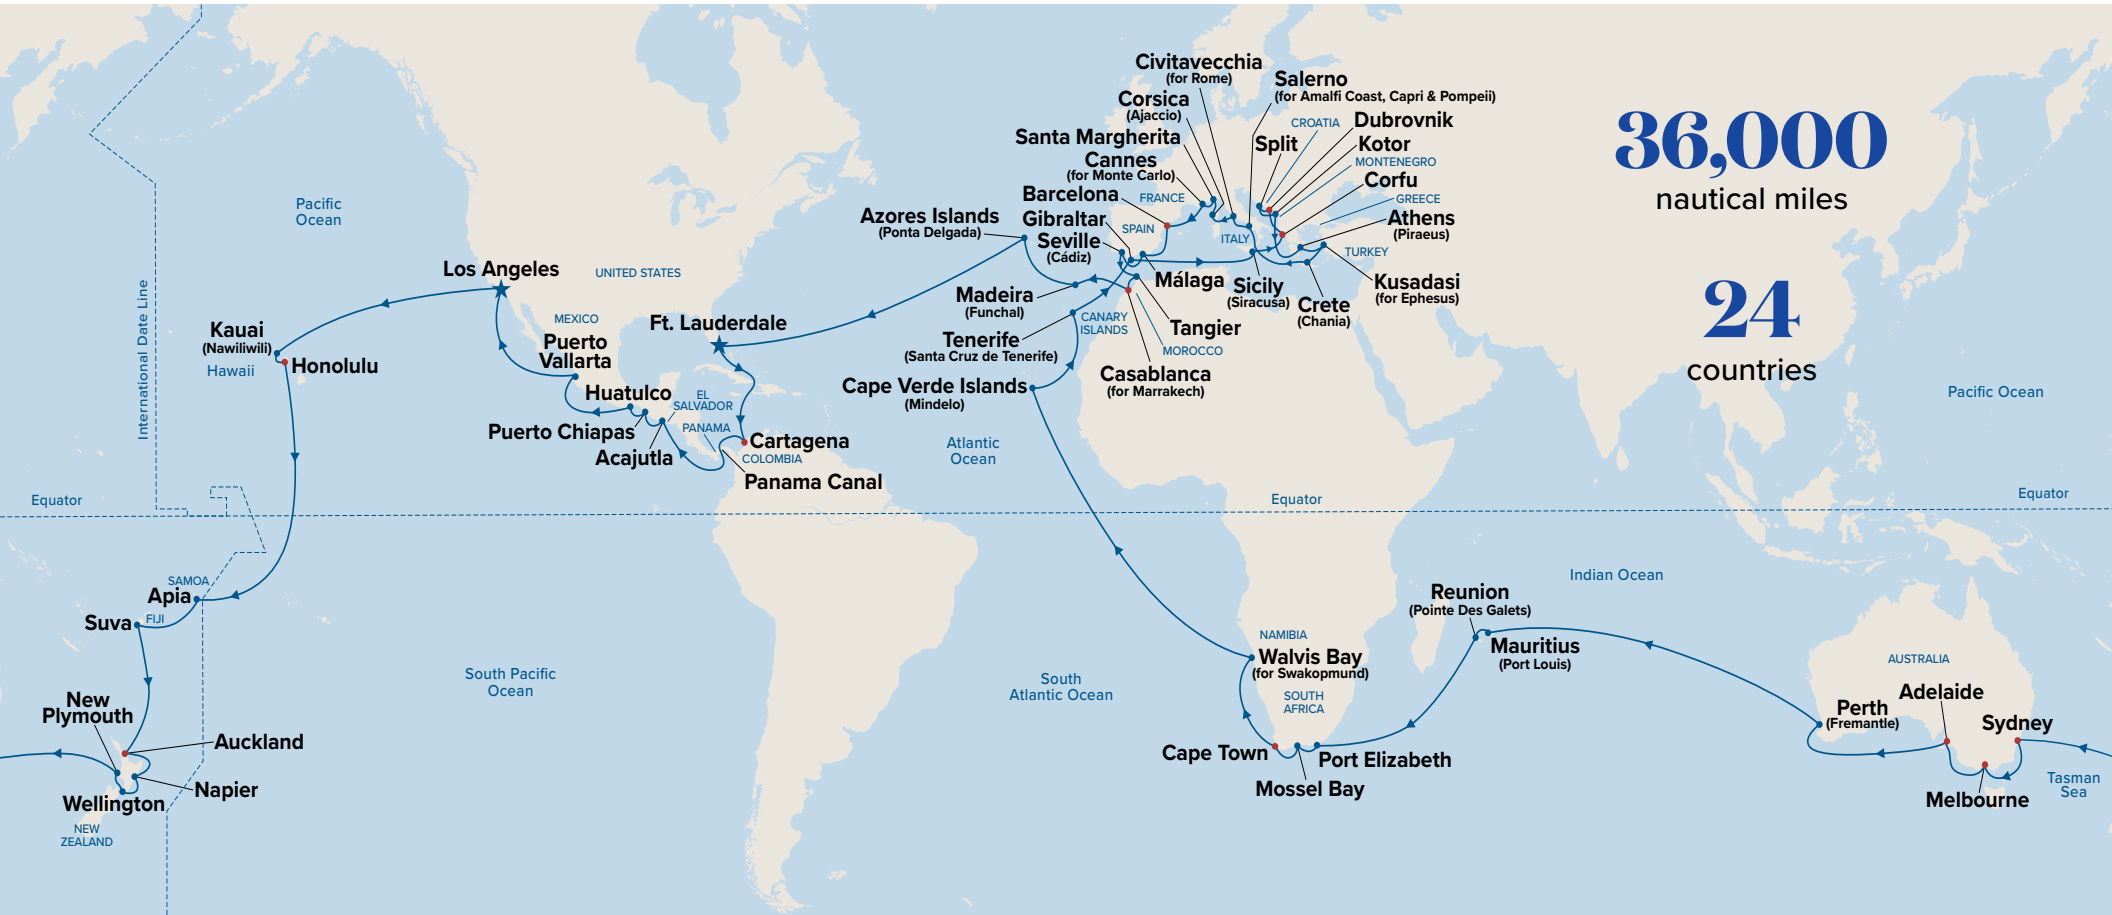 Civitavecchia
(for Rome)
Salerno
(for Amalfi Coast, Capri & Pompeii)
Corsica
(Ajaccio)
CROATIA
Dubrovnik
Santa Margherita
Split
Kotor
Cannes
(for Monte Carlo)
MONTENEGRO
Corfu
Barcelona
FRANCE
GREECE
Azores Islands
(Ponta Delgada)
Gibraltar
SPAIN
Athens
(Piraeus)
Seville
(Cádiz)
ITALY
TURKEY
Málaga
Sicily
(Siracusa)
Kusadasi
(for Ephesus)
Madeira
(Funchal)
Crete
(Chania)
CANARY
ISLANDS
Tangier
Tenerife
(Santa Cruz de Tenerife)
MOROCCO
Casablanca
(for Marrakech)
Cape Verde Islands
(Mindelo)
36,000
nautical miles
24
countries
Pacific
Ocean
International Date Line
Los Angeles
UNITED STATES
Kauai
(Nawiliwili)
Honolulu
Hawaii
MEXICO
Ft. Lauderdale
Puerto
Vallarta
Huatulco
EL
SALVADOR
Puerto Chiapas
PANAMA
Acajutla
Cartagena
COLOMBIA
Panama Canal
Atlantic
Ocean
Pacific Ocean
Equator
Equator
Equator
SAMOA
Apia
Suva
FIJI
Indian Ocean
Reunion
(Pointe Des Galets)
Mauritius
(Port Louis)
NAMIBIA
Walvis Bay
(for Swakopmund)
SOUTH
AFRICA
South Pacific
Ocean
South
Atlantic Ocean
AUSTRALIA
Adelaide
Perth
(Fremantle)
Sydney
New
Plymouth
Auckland
Cape Town
Port Elizabeth
Mossel Bay
Napier
Wellington
NEW
ZEALAND
Melbourne
Tasman
Sea